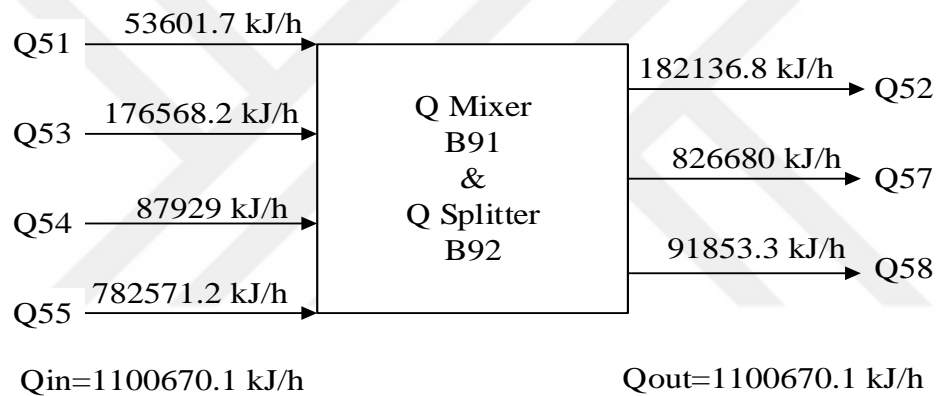 53601.7 kJ/h
Q51
176568.2 kJ/h
Q53
87929 kJ/h
Q54
782571.2 kJ/h
Q55
Q Mixer
B91
&
Q Splitter
B92
182136.8 kJ/h
Q52
826680 kJ/h
Q57
91853.3 kJ/h
Q58
Qin=1100670.1 kJ/h
Qout=1100670.1 kJ/h